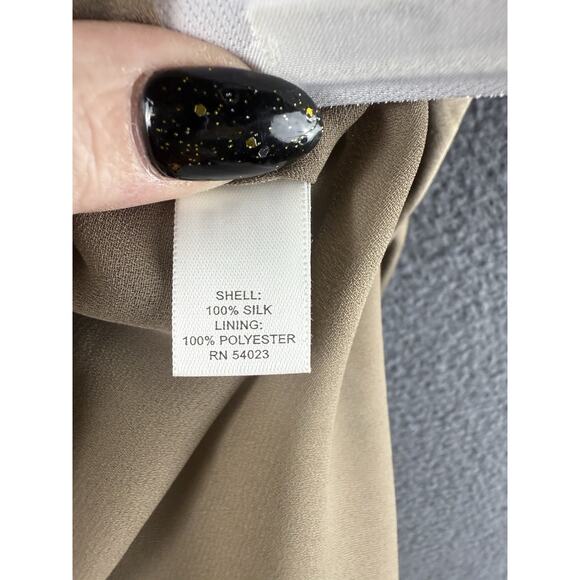 SHELL:
100% SILK
LINING:
100% POLYESTER
RN 54023